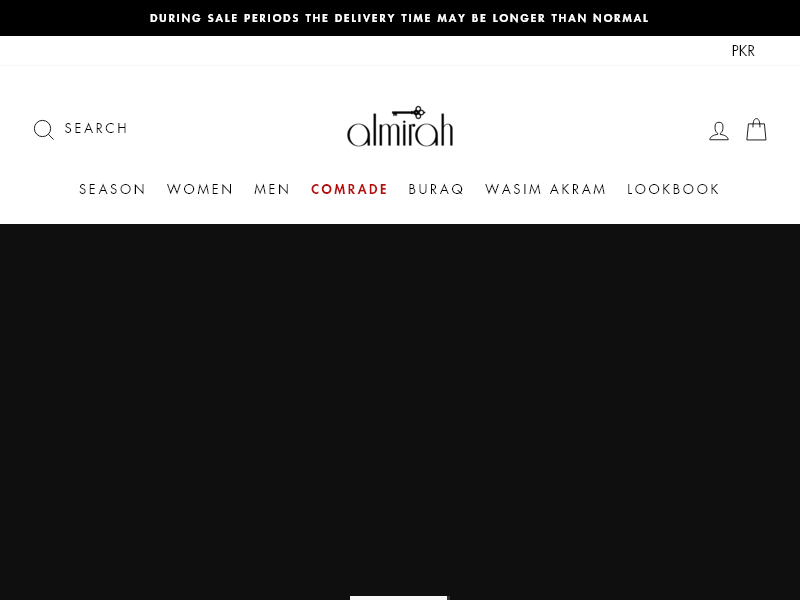 DURING SALE PERIODS THE DELIVERY TIME MAY BE LONGER THAN NORMAL
PKR
SEARCH
almirah
SEASON WOMEN MEN COMRADE BURAQ WASIM AKRAM LOOKBOOK